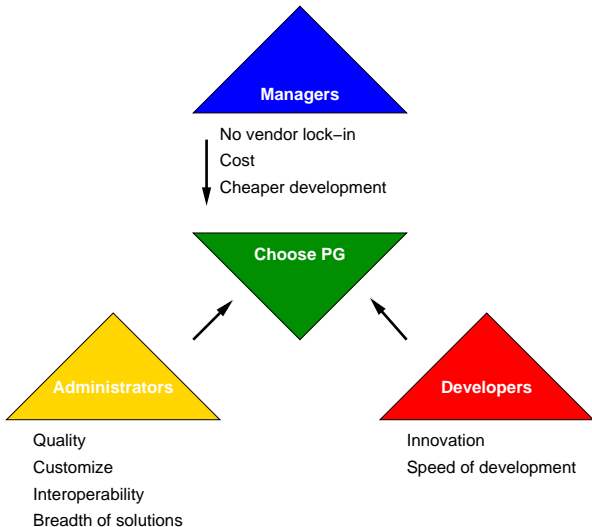 Managers
No vendor lock−in
Cost
Cheaper development
Choose PG
Administrators
Quality
Customize
Interoperability
Breadth of solutions
Developers
Innovation
Speed of development